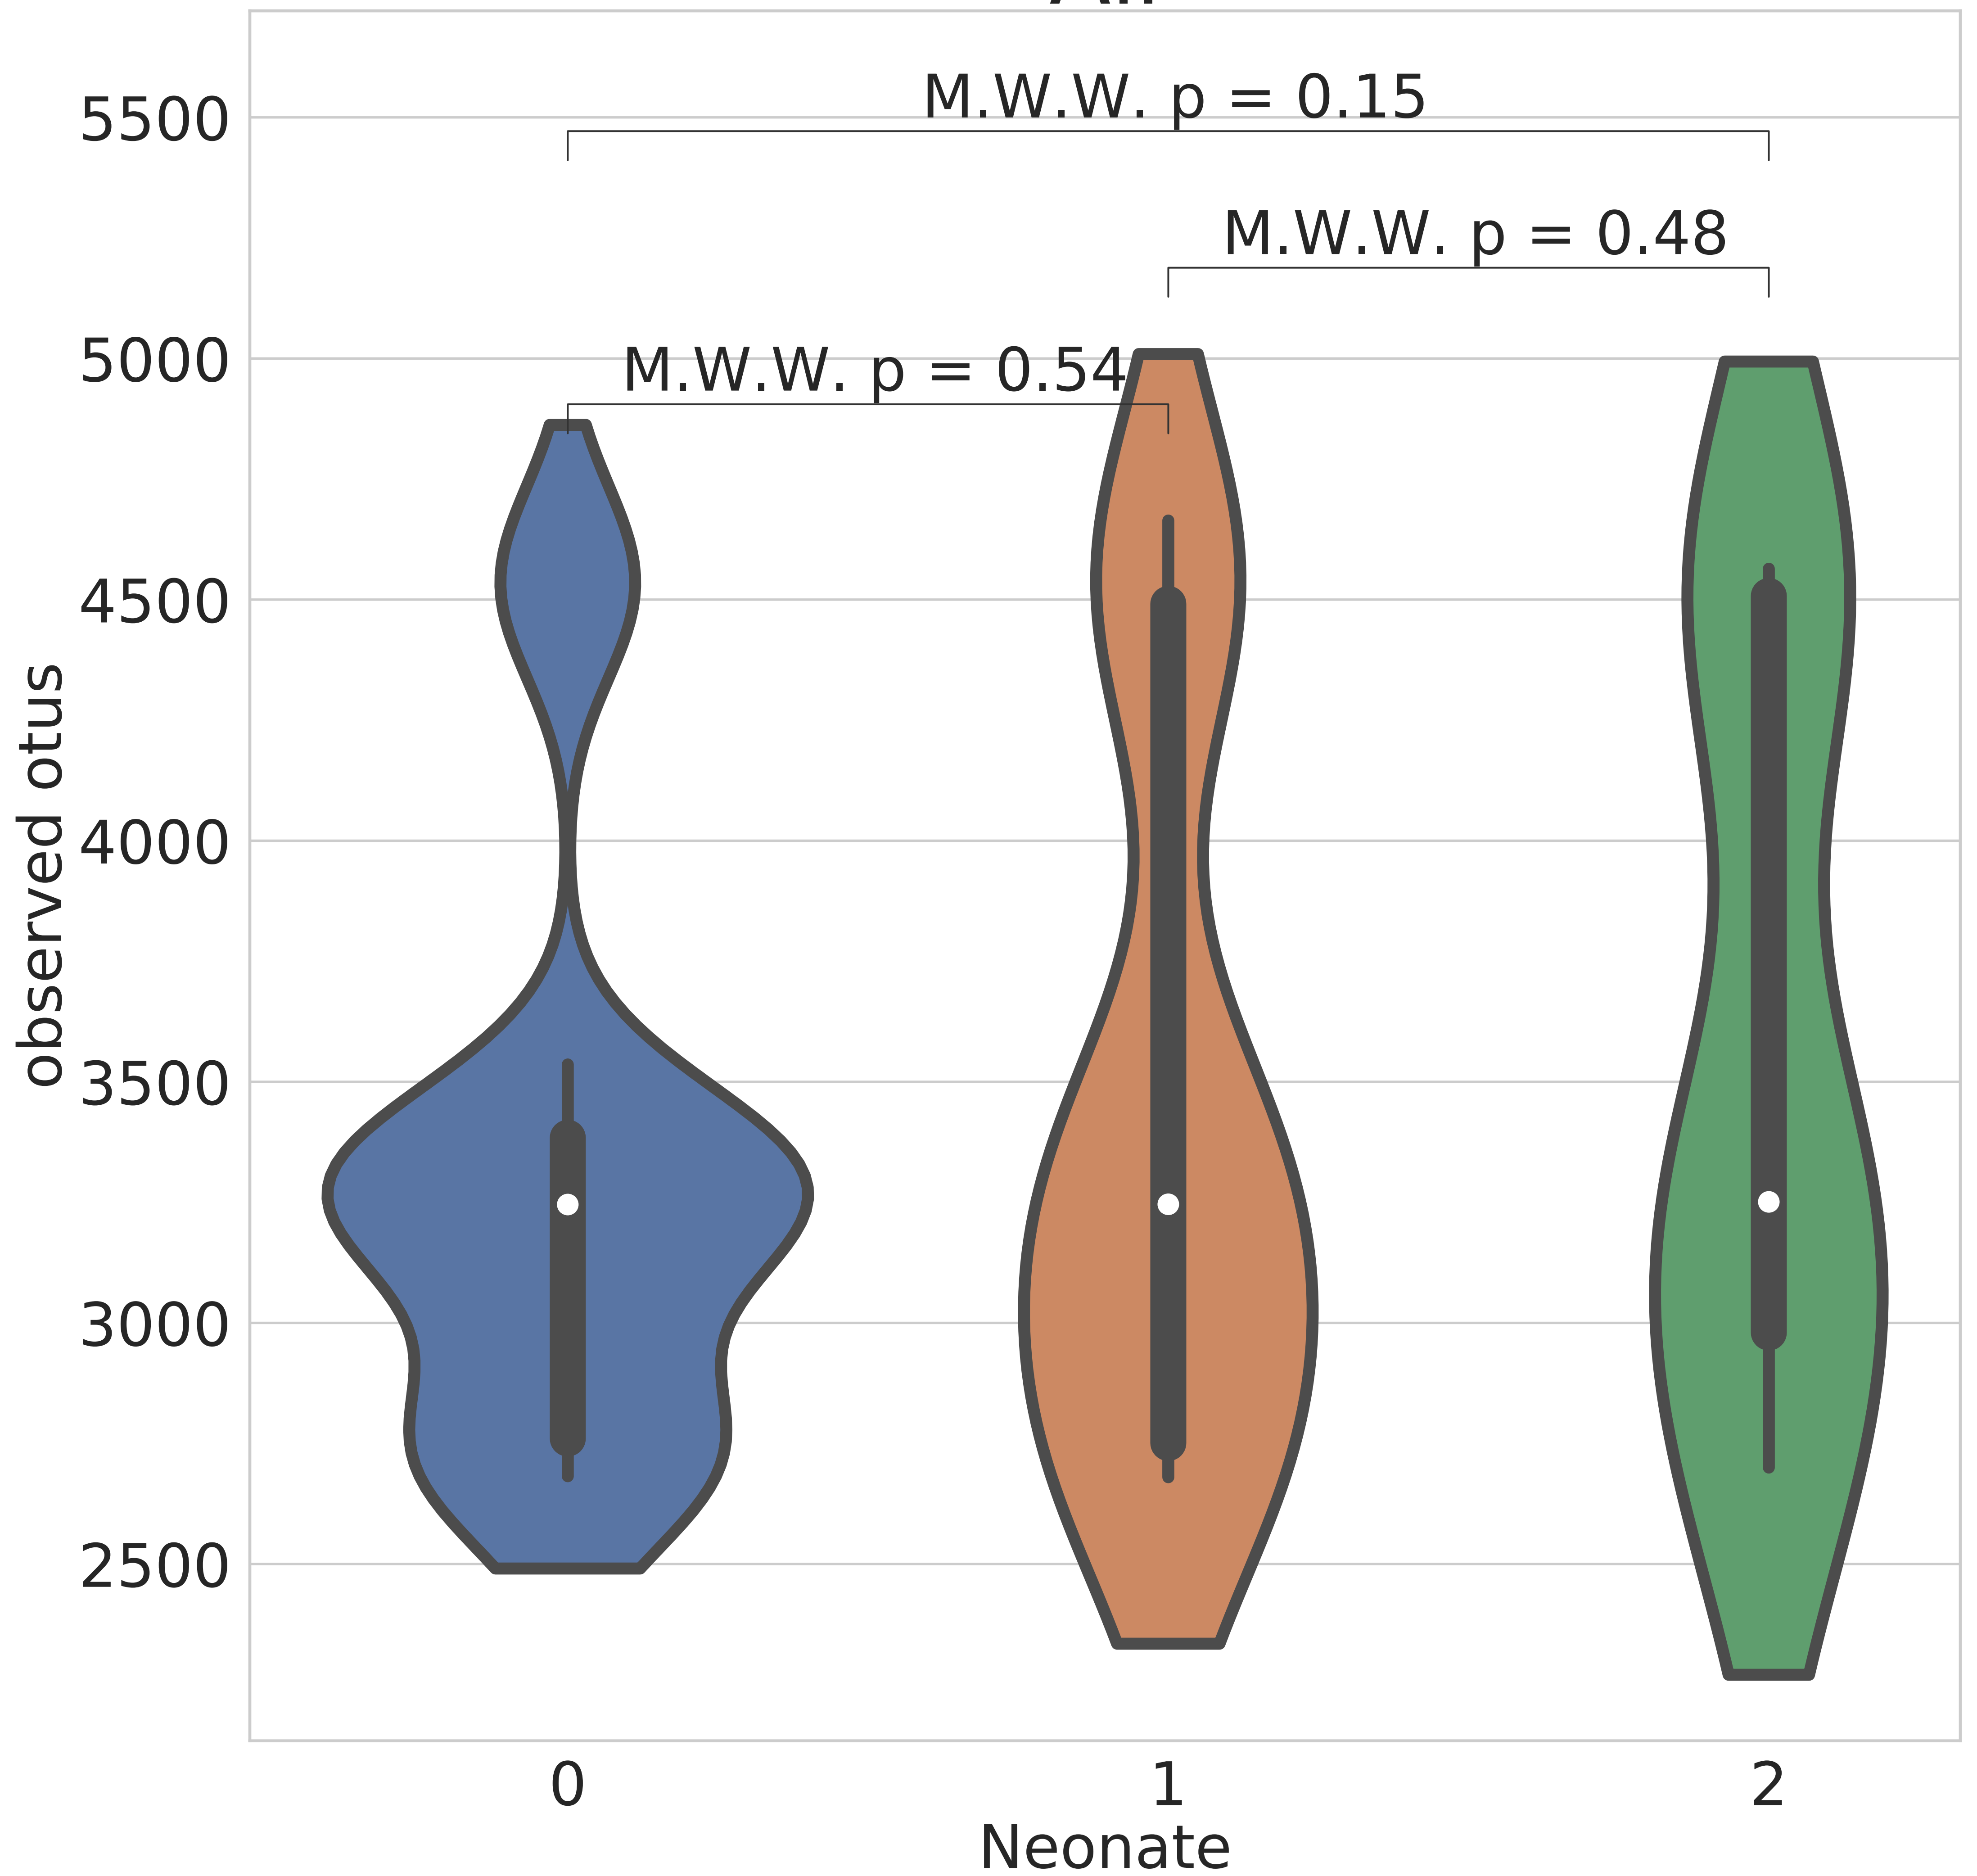 M.W.W. p = 0.15
M.W.W. p = 0.48
M.W.W. p = 0.54
5500
5000
4500
4000
3500
3000
2500
observed otus
0
1
2
Neonate